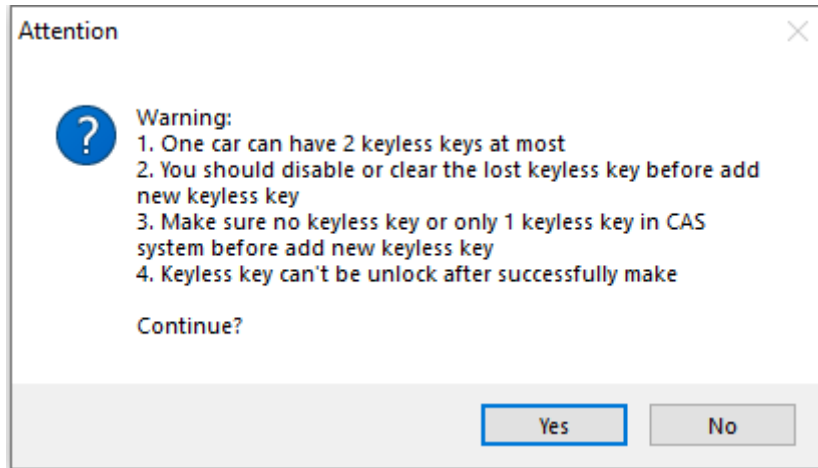 Attention
Warning:
1. One car can have 2 keyless keys at most
2. You should disable or clear the lost keyless key before add
new keyless key
3. Make sure no keyless key or only 1 keyless key in CAS
system before add new keyless key
4. Keyless key can't be unlock after successfully make
Continue?
Yes
No